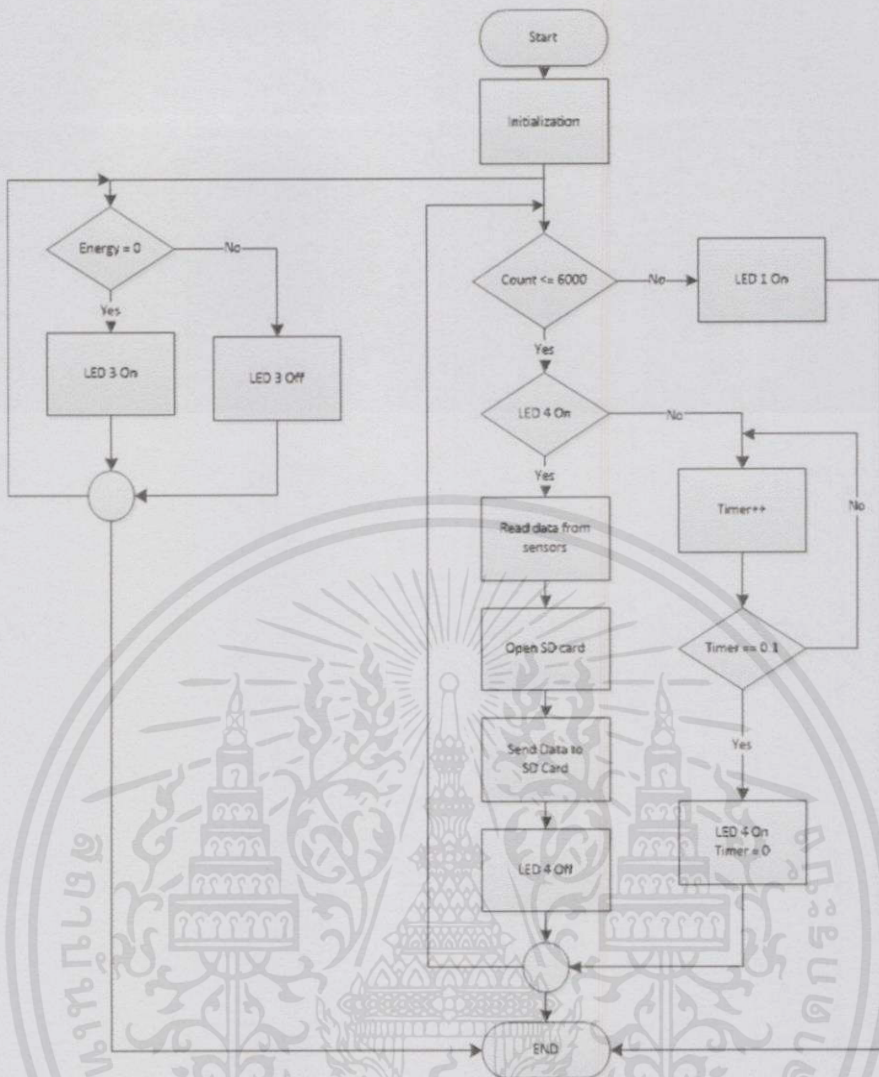 Start
Initialization
Energy = 0
No
Yes
LED 3 On
LED 3 Off
Count <= 6000
No
LED 1 On
Yes
LED 4 On
No
Yes
Read data from
sensors
Timer++
No
Open SD card
Timer == 0.1
Send Data to
SD Card
Yes
LED 4 On
Timer = 0
LED 4 Off
END